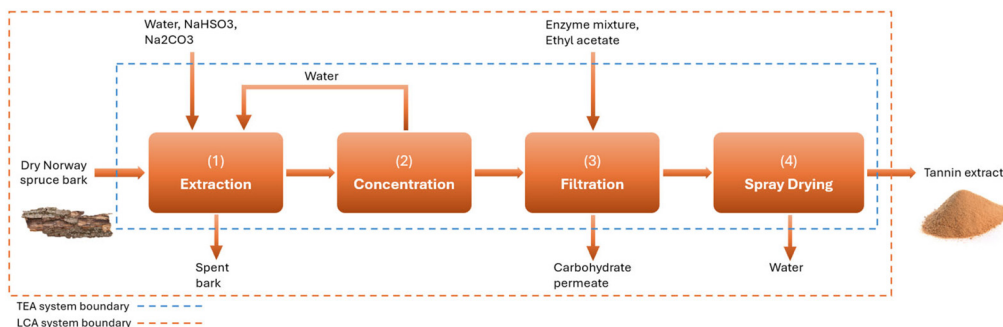 Water, NaHSO3,
Na2CO3
Enzyme mixture,
Ethyl acetate
Water
Dry Norway
spruce bark
(1)
Extraction
(2)
Concentration
(3)
Filtration
(4)
Spray Drying
Tannin extract
Spent
bark
Carbohydrate
permeate
Water
TEA system boundary
LCA system boundary